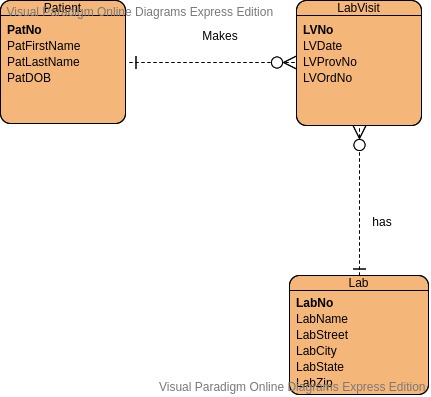 Patient
Visual Paradigm Online Diagrams Express Edition
PatNo
PatFirstName
PatLastName
PatDOB
Makes
LabVisit
LVNo
LVDate
LVProvNo
LVOrdNo
has
Lab
LabNo
LabName
LabStreet
LabCity
LabState
LabZip
Visual Paradigm Online Diagrams Express Edition